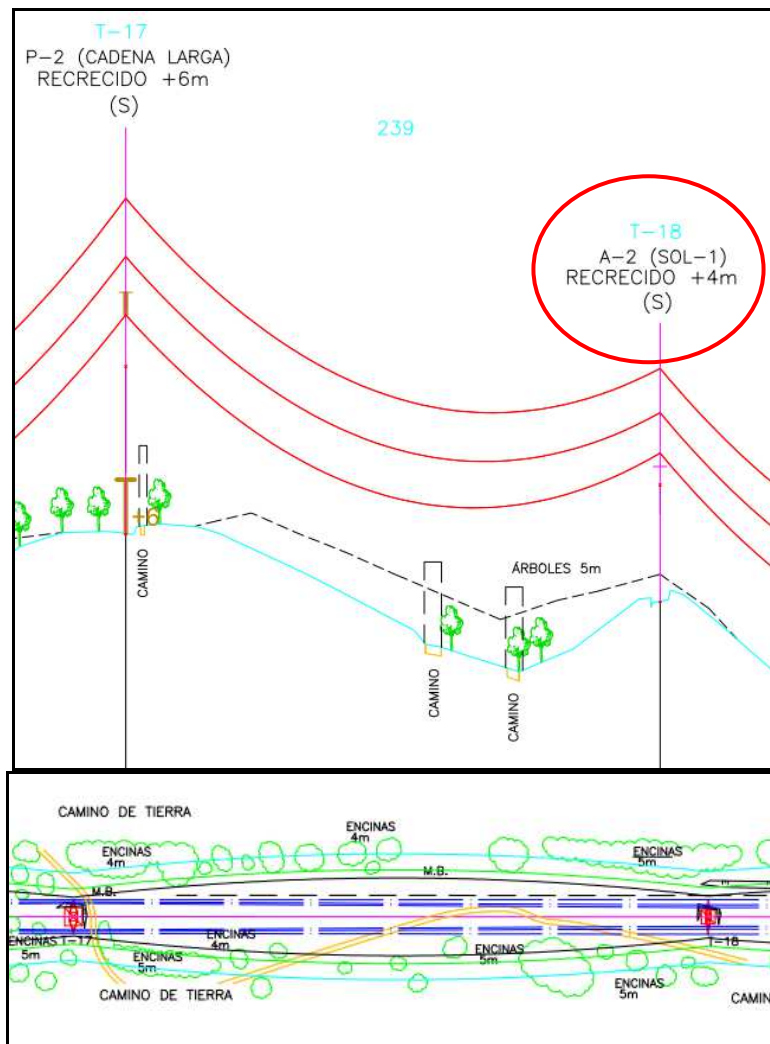 T-17
P-2 (CADENA LARGA)
RECRECIDO +6m
(S)
239
T-18
A-2 (SOL-1)
RECRECIDO +4m
(S)
+6
CAMINO
ÁRBOLES 5m
CAMINO
CAMINO
CAMINO DE TIERRA
ENCINAS
4m
ENCINAS
4m
ENCINAS
5m
M.B.
M.B.
ENCINAS
5m
T-17
ENCINAS
4m
ENCINAS
5m
ENCINAS
5m
T-18
ENCINAS
5m
CAMINO DE TIERRA
CAMIN